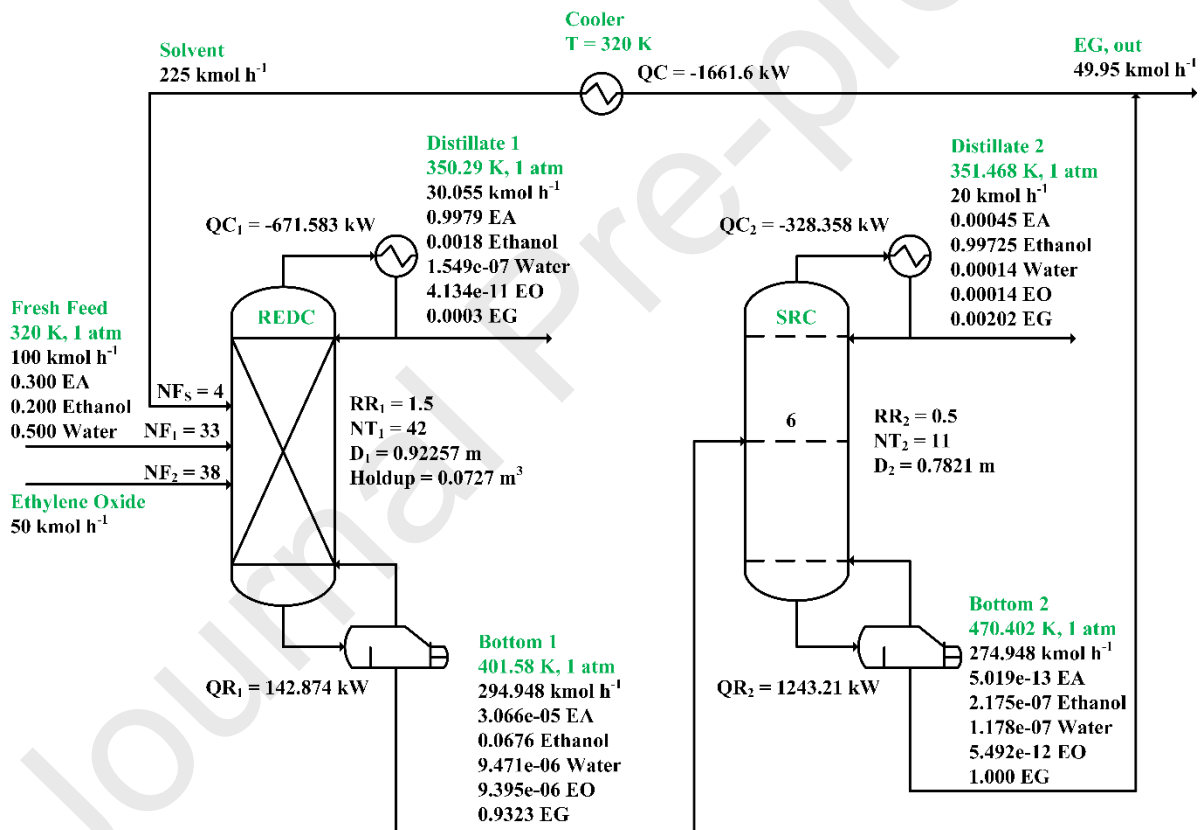 Cooler
T = 320 K
Solvent
225 kmol h⁻¹
QC = -1661.6 kW
EG, out
49.95 kmol h⁻¹
Distillate 1
350.29 K, 1 atm
30.055 kmol h⁻¹
0.9979 EA
0.0018 Ethanol
1.549e-07 Water
4.134e-11 EO
0.0003 EG
QC₁ = -671.583 kW
Distillate 2
351.468 K, 1 atm
20 kmol h⁻¹
0.00045 EA
0.99725 Ethanol
0.00014 Water
0.00014 EO
0.00202 EG
QC₂ = -328.358 kW
Fresh Feed
320 K, 1 atm
100 kmol h⁻¹
0.300 EA
0.200 Ethanol
0.500 Water
REDC
NF_S = 4
NF₁ = 33
NF₂ = 38
Ethylene Oxide
50 kmol h⁻¹
RR₁ = 1.5
NT₁ = 42
D₁ = 0.92257 m
Holdup = 0.0727 m³
SRC
6
RR₂ = 0.5
NT₂ = 11
D₂ = 0.7821 m
QR₁ = 142.874 kW
Bottom 1
401.58 K, 1 atm
294.948 kmol h⁻¹
3.066e-05 EA
0.0676 Ethanol
9.471e-06 Water
9.395e-06 EO
0.9323 EG
QR₂ = 1243.21 kW
Bottom 2
470.402 K, 1 atm
274.948 kmol h⁻¹
5.019e-13 EA
2.175e-07 Ethanol
1.178e-07 Water
5.492e-12 EO
1.000 EG
Journal Pre-pr